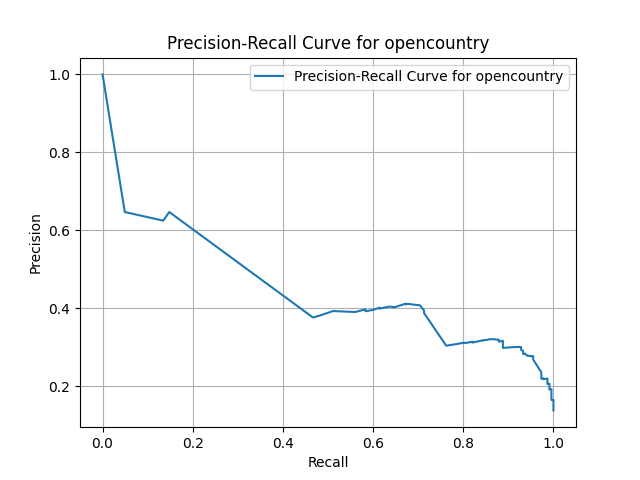 Precision-Recall Curve for opencountry
Precision-Recall Curve for opencountry
1.0
0.8
0.6
0.4
0.2
Precision
0.0 0.2 0.4 0.6 0.8 1.0
Recall